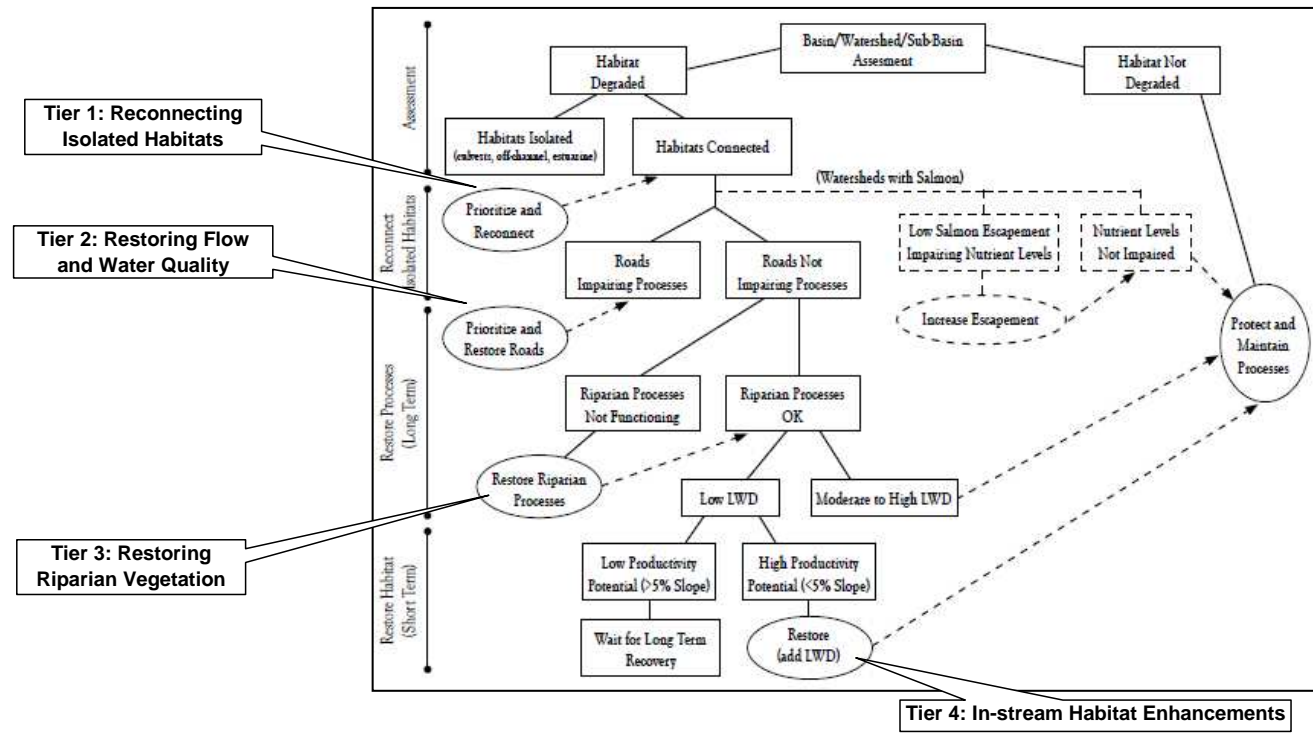 Basin/Watershed/Sub-Basin
Assesment
Habitat
Degraded
Habitat Not
Degraded
Assessment
Tier 1: Reconnecting
Isolated Habitats
Habitats Isolated
(culverts, off-channel, estuarine)
Habitats Connected
(Watersheds with Salmon)
Reconnect
Isolated Habitats
Prioritize and
Reconnect
Low Salmon Escapement
Impairing Nutrient Levels
Nutrient Levels
Not Impaired
Tier 2: Restoring Flow
and Water Quality
Roads
Impairing Processes
Roads Not
Impairing Processes
Increase Escapement
Prioritize and
Restore Roads
Protect and
Maintain
Processes
Restore Processes
(Long Term)
Riparian Processes
Not Functioning
Riparian Processes
OK
Restore Riparian
Processes
Low LWD
Moderare to High LWD
Tier 3: Restoring
Riparian Vegetation
Restore Habitat
(Short Term)
Low Productivity
Potential (>5% Slope)
High Productivity
Potential (<5% Slope)
Wait for Long Term
Recovery
Restore
(add LWD)
Tier 4: In-stream Habitat Enhancements